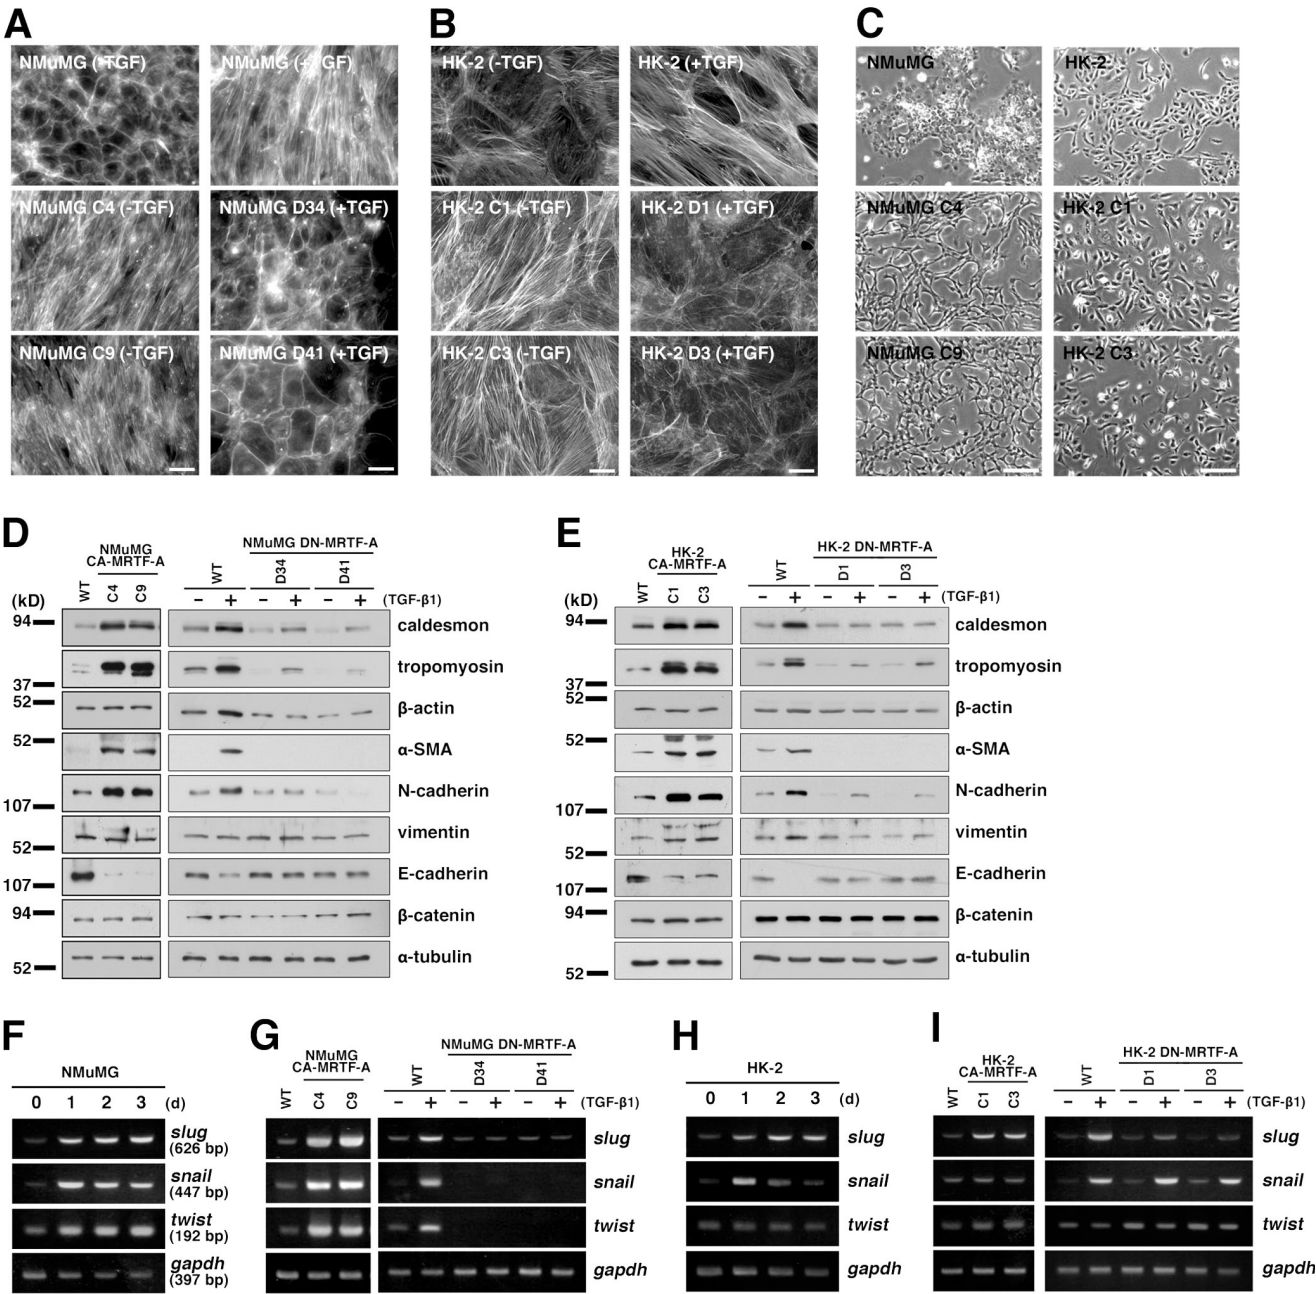 A
B
C
NMuMG (-TGF)
NMuMG (+TGF)
HK-2 (-TGF)
HK-2 (+TGF)
NMuMG
HK-2
NMuMG C4 (-TGF)
NMuMG D34 (+TGF)
HK-2 C1 (-TGF)
HK-2 D1 (+TGF)
NMuMG C4
HK-2 C1
NMuMG C9 (-TGF)
NMuMG D41 (+TGF)
HK-2 C3 (-TGF)
HK-2 D3 (+TGF)
NMuMG C9
HK-2 C3
D
NMuMG
CA-MRTF-A
NMuMG DN-MRTF-A
WT C4 C9 WT D34 D41
(kD) − + − + − + (TGF-β1)
94 caldesmon
tropomyosin
37
52 β-actin
52 α-SMA
N-cadherin
107
vimentin
52
E-cadherin
107
94 β-catenin
α-tubulin
52
E
HK-2
CA-MRTF-A
HK-2 DN-MRTF-A
WT C1 C3 WT D1 D3
(kD) − + − + − + (TGF-β1)
94 caldesmon
tropomyosin
37
52 β-actin
52 α-SMA
N-cadherin
107
vimentin
52
E-cadherin
107
94 β-catenin
α-tubulin
52
F
NMuMG
0 1 2 3 (d)
slug
(626 bp)
snail
(447 bp)
twist
(192 bp)
gapdh
(397 bp)
G
NMuMG
CA-MRTF-A
NMuMG DN-MRTF-A
WT C4 C9 WT D34 D41
− + − + − + (TGF-β1)
slug
snail
twist
gapdh
H
HK-2
0 1 2 3 (d)
slug
snail
twist
gapdh
I
HK-2
CA-MRTF-A
HK-2 DN-MRTF-A
WT C1 C3 WT D1 D3
− + − + − + (TGF-β1)
slug
snail
twist
gapdh